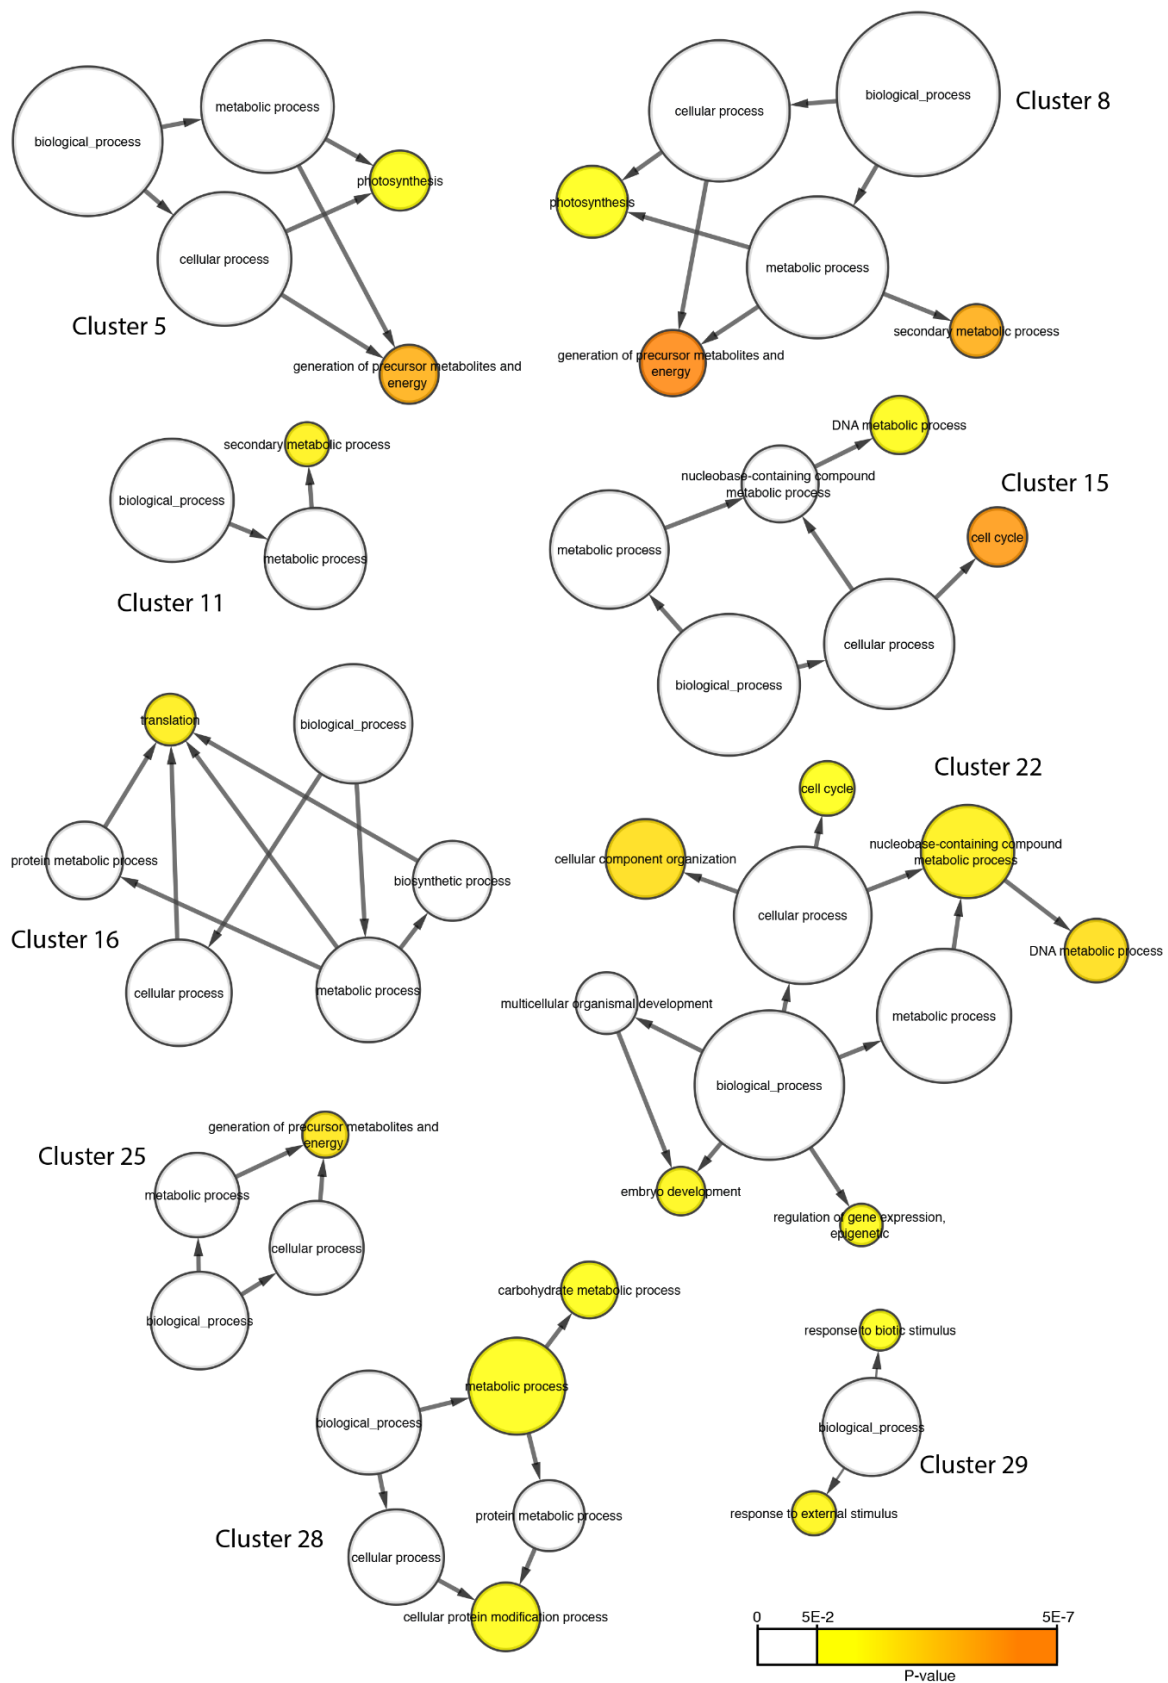 biological_process
metabolic process
photosynthesis
cellular process
generation of precursor metabolites and
energy
Cluster 5
cellular process
biological_process
Cluster 8
photosynthesis
metabolic process
secondary metabolic process
generation of precursor metabolites and
energy
secondary metabolic process
biological_process
metabolic process
Cluster 11
DNA metabolic process
nucleobase-containing compound
metabolic process
Cluster 15
metabolic process
cell cycle
cellular process
biological_process
translation
biological_process
protein metabolic process
biosynthetic process
Cluster 16
cellular process
metabolic process
Cluster 22
cell cycle
cellular component organization
nucleobase-containing compound
metabolic process
cellular process
DNA metabolic process
multicellular organismal development
metabolic process
biological_process
embryo development
regulation of gene expression,
epigenetic
generation of precursor metabolites and
energy
Cluster 25
metabolic process
cellular process
biological_process
carbohydrate metabolic process
metabolic process
biological_process
protein metabolic process
Cluster 28
cellular process
cellular protein modification process
response to biotic stimulus
biological_process
Cluster 29
response to external stimulus
0 5E-2 5E-7
P-value